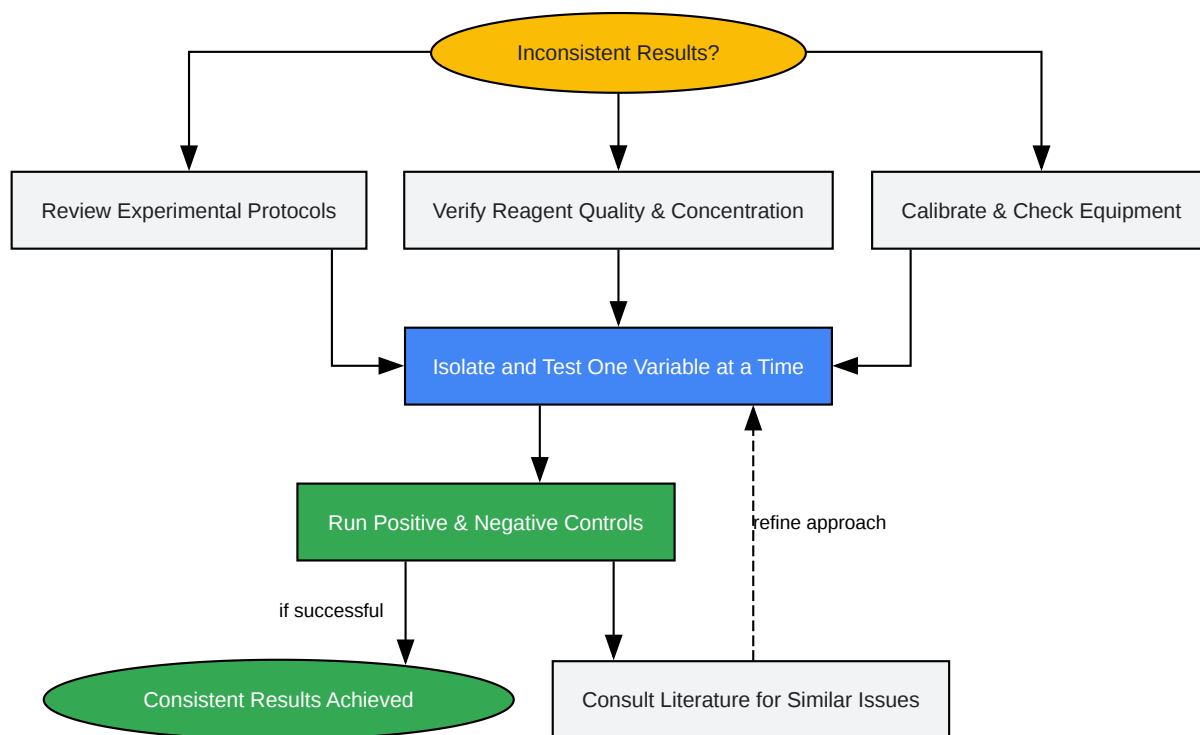 Inconsistent Results?
Review Experimental Protocols
Verify Reagent Quality & Concentration
Calibrate & Check Equipment
Isolate and Test One Variable at a Time
Run Positive & Negative Controls
refine approach
if successful
Consistent Results Achieved
Consult Literature for Similar Issues